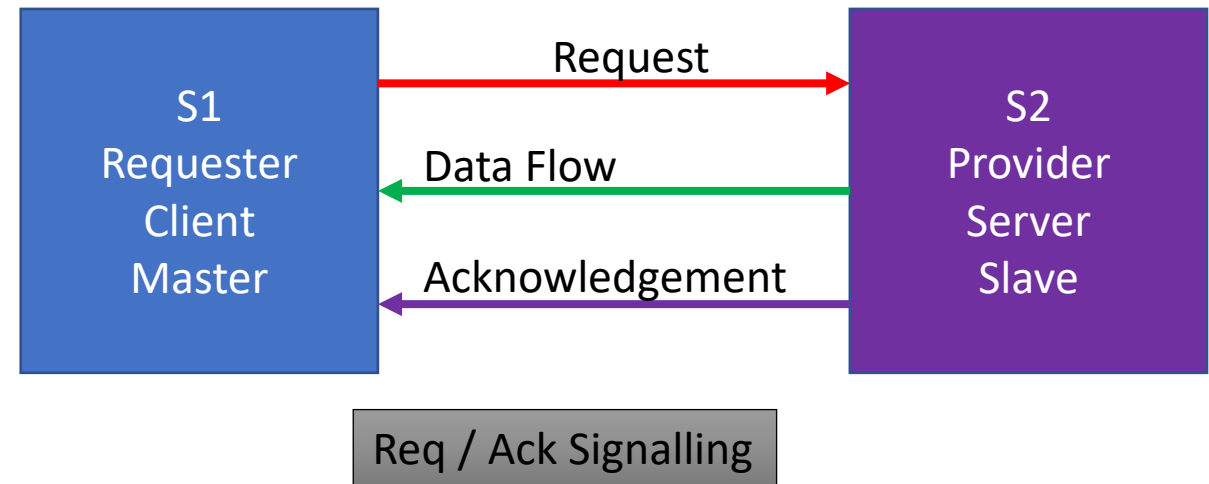 S1
Requester
Client
Master
Request
Data Flow
Acknowledgement
S2
Provider
Server
Slave
Req / Ack Signalling